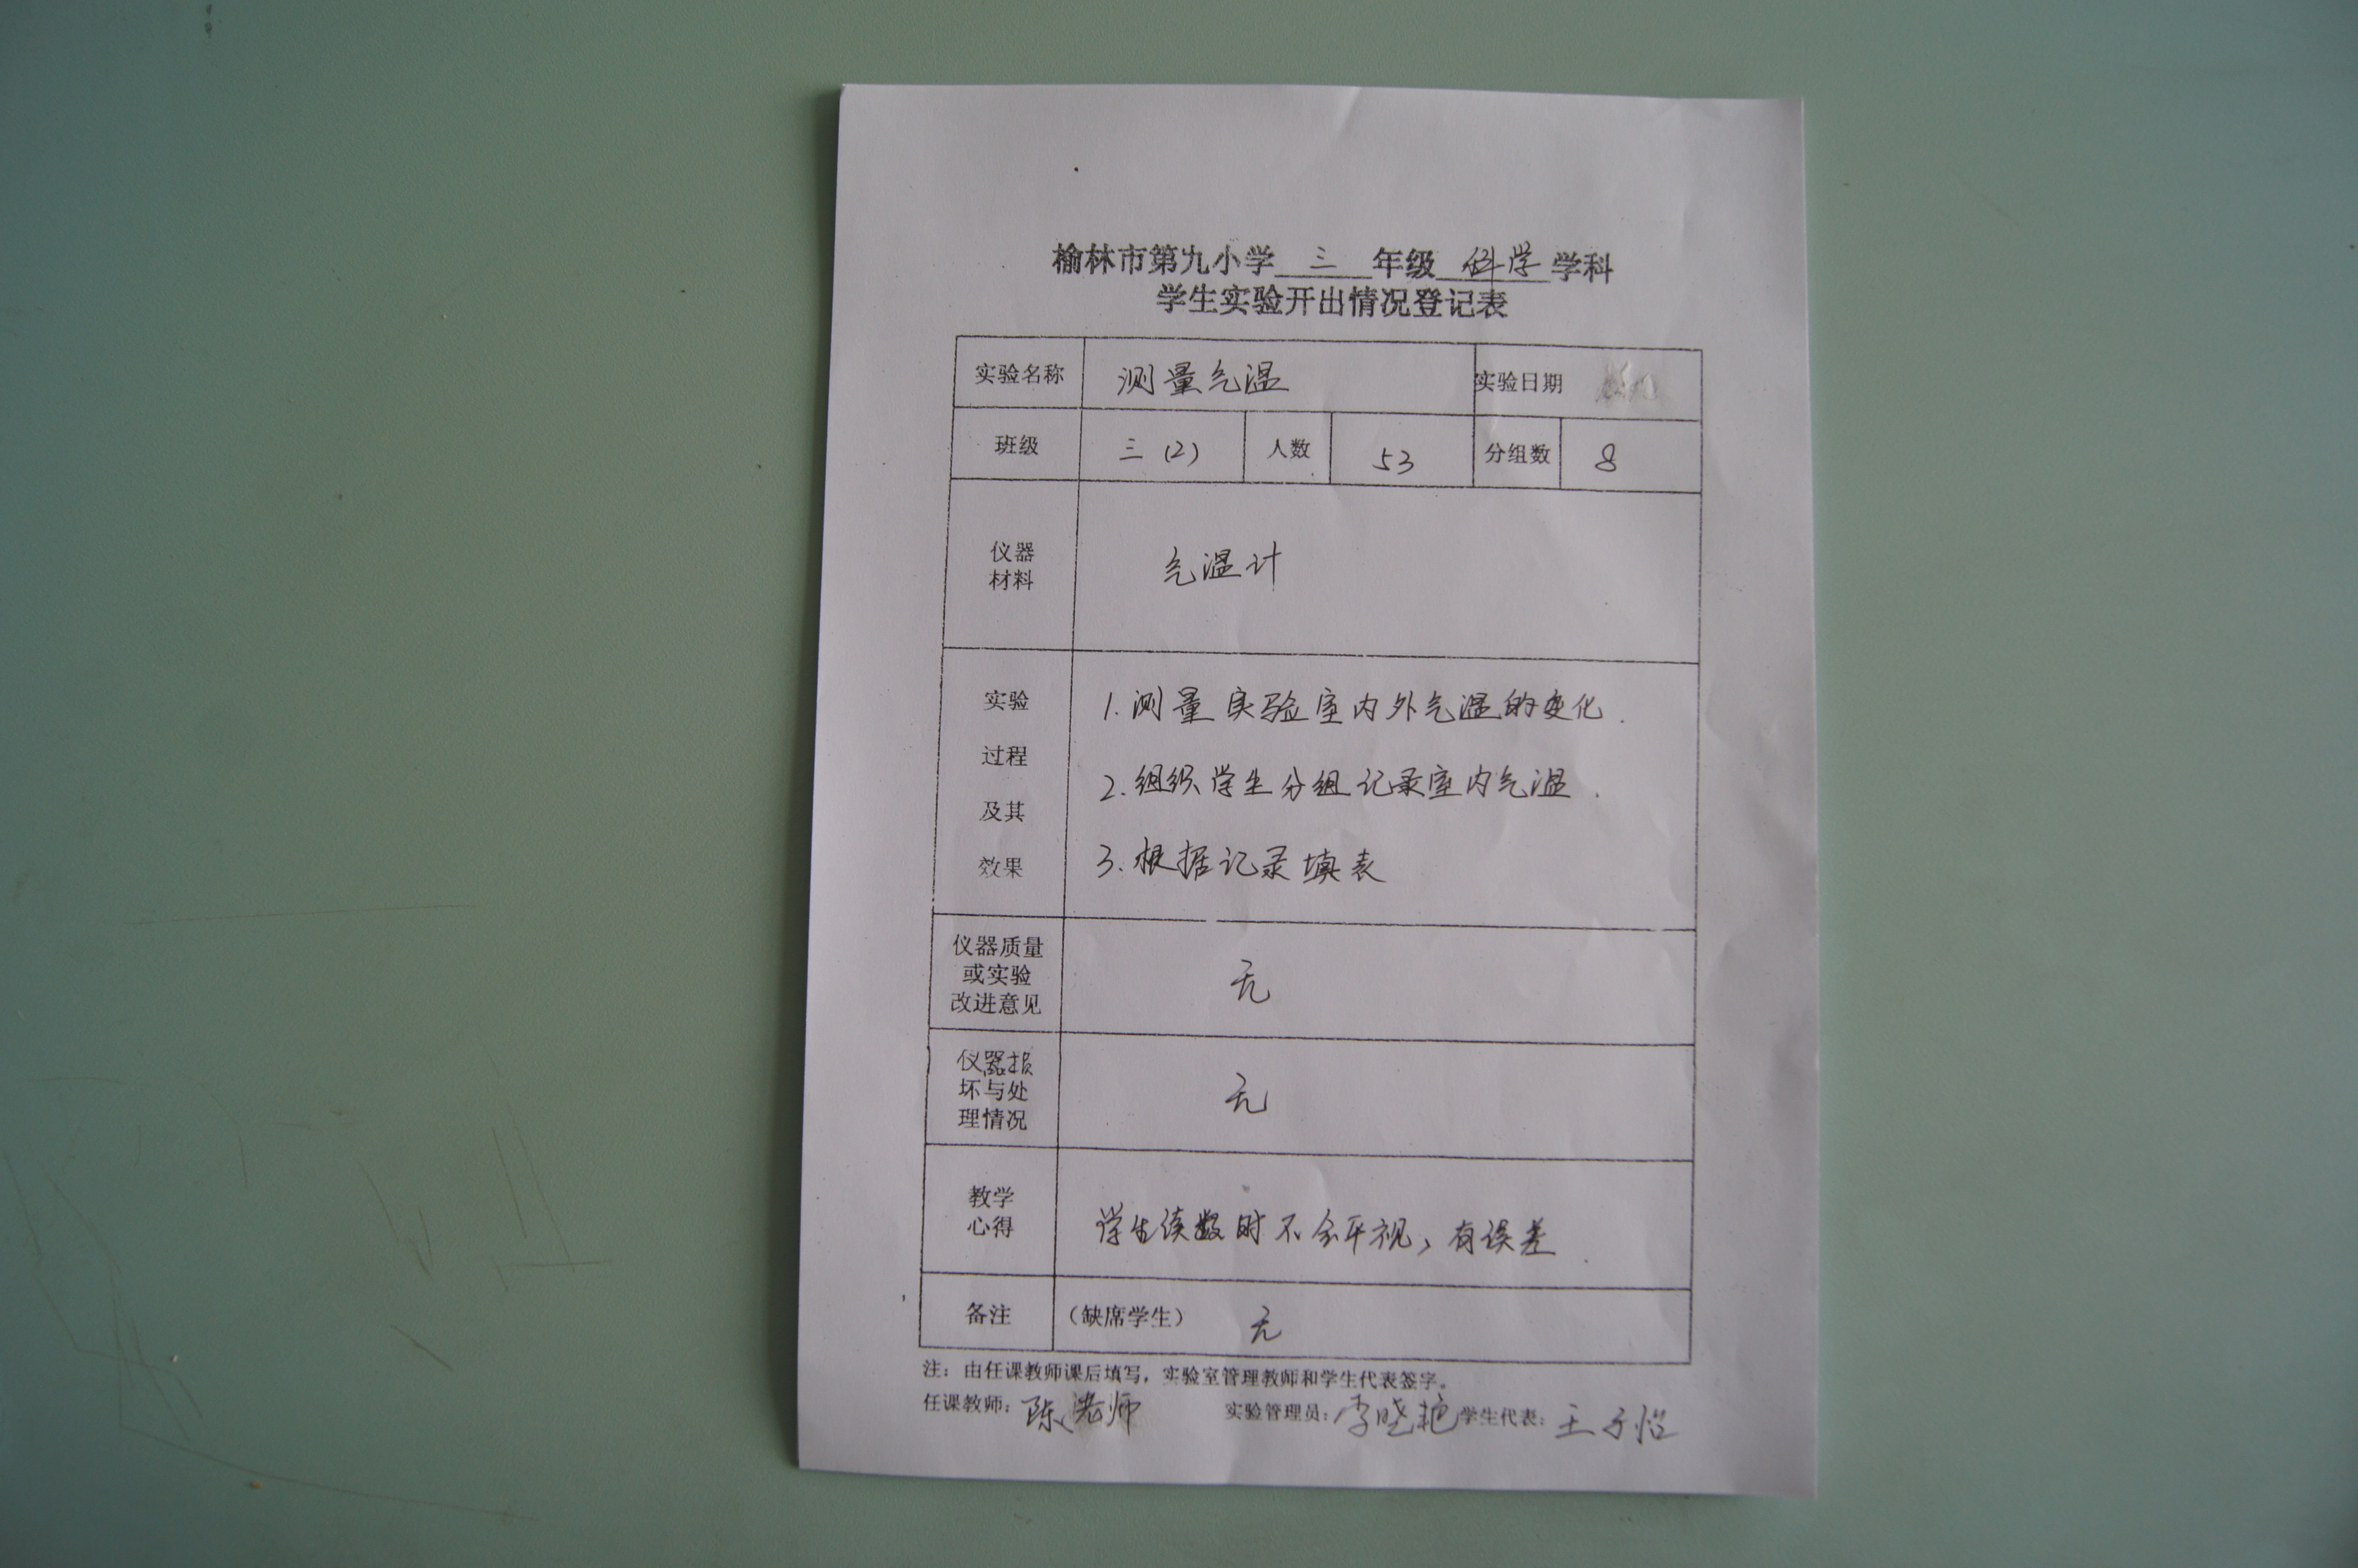 榆林市第九小学 三 年级 科学 学科
学生实验开出情况登记表
实验名称 测量气温 实验日期
班级 三(2) 人数 53 分组数 8
仪器
材料
气温计
实验
过程
及其
效果
1.测量实验室内外气温的变化.
2.组织学生分组记录室内气温.
3.根据记录填表
仪器质量
或实验
改进意见
无
仪器损
坏与处
理情况
无
教学
心得
学生读数时不会平视,有误差.
备注 (缺席学生) 无
注:由任课教师课后填写,实验室管理教师和学生代表签字。
任课教师:陈老师 实验管理员:李晓艳 学生代表:王子怡